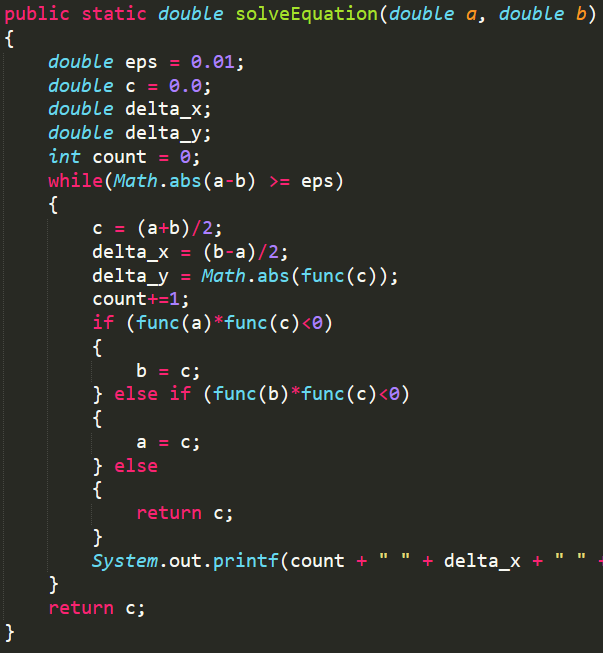 public static double solveEquation(double a, double b)
{
    double eps = 0.01;
    double c = 0.0;
    double delta_x;
    double delta_y;
    int count = 0;
    while(Math.abs(a-b) >= eps)
    {
        c = (a+b)/2;
        delta_x = (b-a)/2;
        delta_y = Math.abs(func(c));
        count+=1;
        if (func(a)*func(c)<0)
        {
            b = c;
        } else if (func(b)*func(c)<0)
        {
            a = c;
        } else
        {
            return c;
        }
        System.out.printf(count + " " + delta_x + " " +
    }
    return c;
}